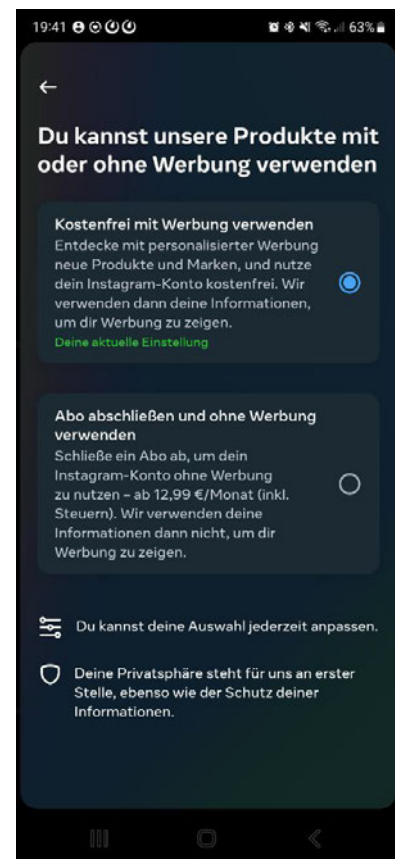 19:41
63%
Du kannst unsere Produkte mit
oder ohne Werbung verwenden
Kostenfrei mit Werbung verwenden
Entdecke mit personalisierter Werbung
neue Produkte und Marken, und nutze
dein Instagram-Konto kostenfrei. Wir
verwenden dann deine Informationen,
um dir Werbung zu zeigen.
Deine aktuelle Einstellung
Abo abschließen und ohne Werbung
verwenden
Schließe ein Abo ab, um dein
Instagram-Konto ohne Werbung
zu nutzen – ab 12,99 €/Monat (inkl.
Steuern). Wir verwenden deine
Informationen dann nicht, um dir
Werbung zu zeigen.
Du kannst deine Auswahl jederzeit anpassen.
Deine Privatsphäre steht für uns an erster
Stelle, ebenso wie der Schutz deiner
Informationen.